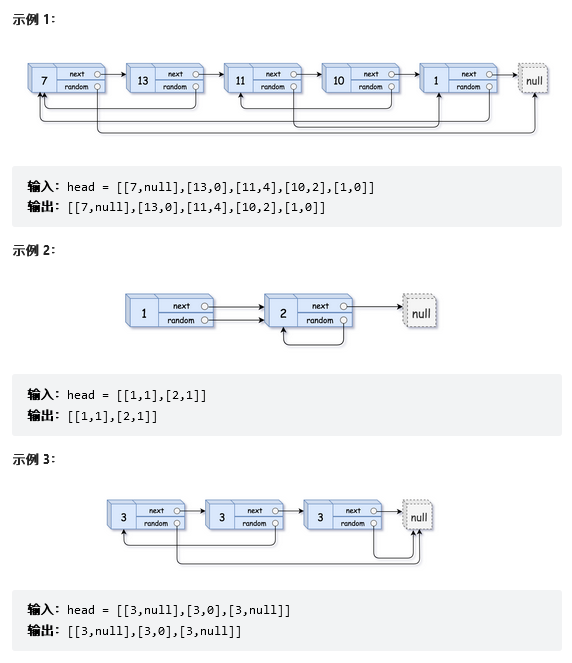 示例 1：
7 next random 13 next random 11 next random 10 next random 1 next random null
输入：head = [[7,null],[13,0],[11,4],[10,2],[1,0]]
输出：[[7,null],[13,0],[11,4],[10,2],[1,0]]
示例 2：
1 next random 2 next random null
输入：head = [[1,1],[2,1]]
输出：[[1,1],[2,1]]
示例 3：
3 next random 3 next random 3 next random null
输入：head = [[3,null],[3,0],[3,null]]
输出：[[3,null],[3,0],[3,null]]